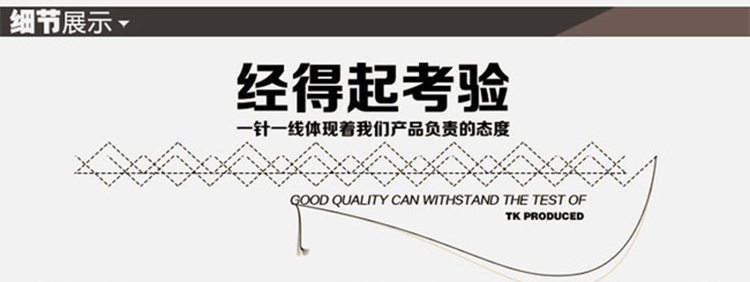 细节展示
经得起考验
一针一线体现着我们产品负责的态度
GOOD QUALITY CAN WITHSTAND THE TEST OF
TK PRODUCED